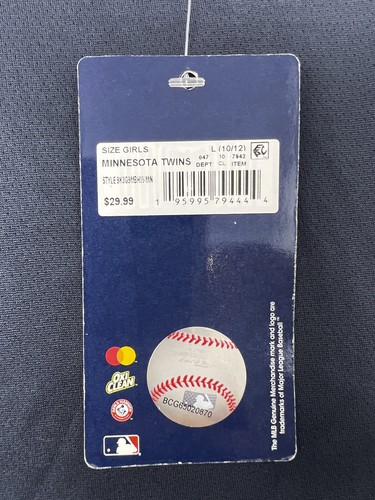 SIZE GIRLS L (10/12)
MINNESOTA TWINS 047 10 7942
DEPT CL ITEM
$29.99 1 95995 79444 4
OXI
CLEAN
BCG65020870
The MLB Genuine Merchandise mark and logo are
trademarks of Major League Baseball™